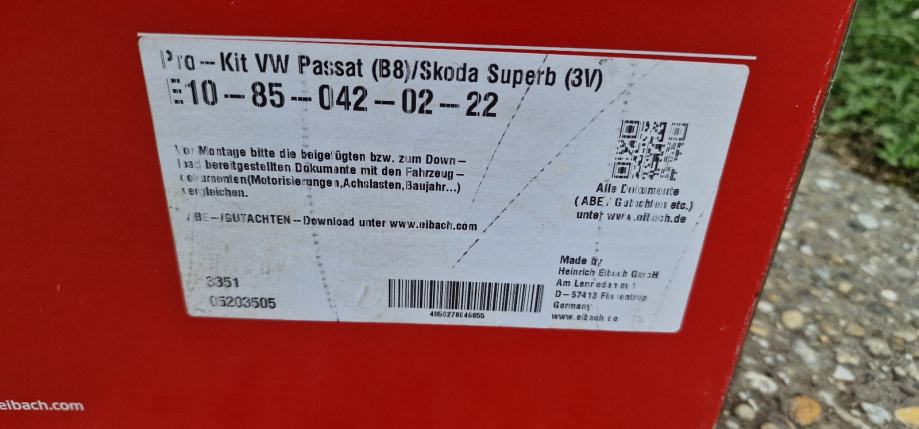 Pro-Kit VW Passat (B8)/Skoda Superb (3V)
E10-85-042-02-22
Vor Montage bitte die beigefügten bzw. zum Down-
load bereitgestellten Dokumante mit den Fahrzeug-
dokumenten(Motorisierungen,Achslasten,Baujahr...)
vergleichen.
ABE-/GUTACHTEN-Download unter www.eibach.com
Alle Dokumente
(ABE / Gutachten etc.)
unter www.eibach.de
3351
05203505
Made by
Heinrich Eibach GmbH
Am Lennedamm 1
D-57413 Finnentrop
Germany
www.eibach.de
eibach.com